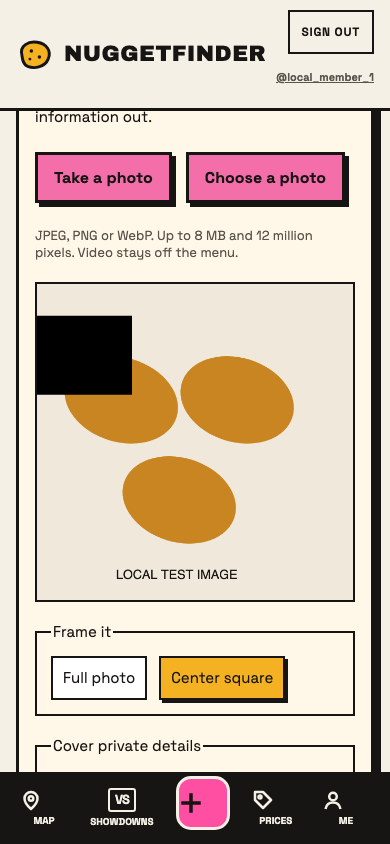 SIGN OUT
NUGGETFINDER
@local_member_1
information out.
Take a photo
Choose a photo
JPEG, PNG or WebP. Up to 8 MB and 12 million
pixels. Video stays off the menu.
LOCAL TEST IMAGE
Frame it
Full photo
Center square
Cover private details
VS
MAP
SHOWDOWNS
PRICES
ME